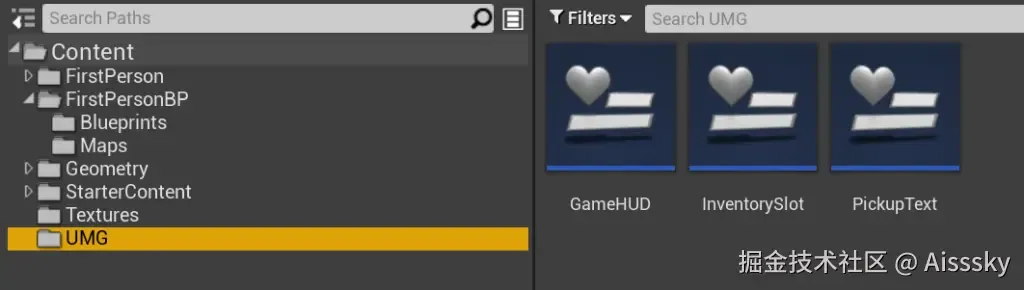 Search Paths
Content
FirstPerson
FirstPersonBP
Blueprints
Maps
Geometry
StarterContent
Textures
UMG
Filters
Search UMG
GameHUD
InventorySlot
PickupText
掘金技术社区 @ Aisssky